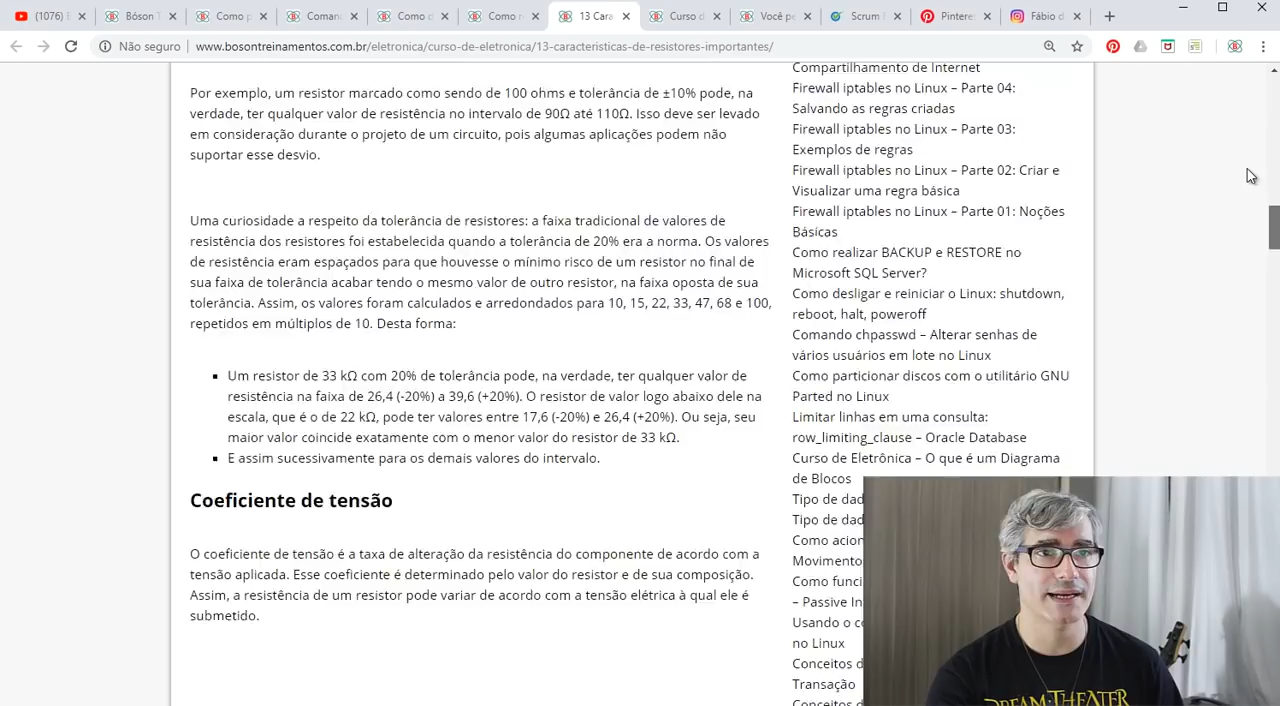 (1076) E
Bóson T
Como p
Comanc
Como d
Como re
13 Cara
Curso d
Você pe
Scrum F
Pinteres
Fábio d
Não seguro
www.bosontreinamentos.com.br/eletronica/curso-de-eletronica/13-caracteristicas-de-resistores-importantes/
Por exemplo, um resistor marcado como sendo de 100 ohms e tolerância de ±10% pode, na
verdade, ter qualquer valor de resistência no intervalo de 90Ω até 110Ω. Isso deve ser levado
em consideração durante o projeto de um circuito, pois algumas aplicações podem não
suportar esse desvio.
Uma curiosidade a respeito da tolerância de resistores: a faixa tradicional de valores de
resistência dos resistores foi estabelecida quando a tolerância de 20% era a norma. Os valores
de resistência eram espaçados para que houvesse o mínimo risco de um resistor no final de
sua faixa de tolerância acabar tendo o mesmo valor de outro resistor, na faixa oposta de sua
tolerância. Assim, os valores foram calculados e arredondados para 10, 15, 22, 33, 47, 68 e 100,
repetidos em múltiplos de 10. Desta forma:
▪ Um resistor de 33 kΩ com 20% de tolerância pode, na verdade, ter qualquer valor de
resistência na faixa de 26,4 (-20%) a 39,6 (+20%). O resistor de valor logo abaixo dele na
escala, que é o de 22 kΩ, pode ter valores entre 17,6 (-20%) e 26,4 (+20%). Ou seja, seu
maior valor coincide exatamente com o menor valor do resistor de 33 kΩ.
▪ E assim sucessivamente para os demais valores do intervalo.
Coeficiente de tensão
O coeficiente de tensão é a taxa de alteração da resistência do componente de acordo com a
tensão aplicada. Esse coeficiente é determinado pelo valor do resistor e de sua composição.
Assim, a resistência de um resistor pode variar de acordo com a tensão elétrica à qual ele é
submetido.
Compartilhamento de Internet
Firewall iptables no Linux – Parte 04:
Salvando as regras criadas
Firewall iptables no Linux – Parte 03:
Exemplos de regras
Firewall iptables no Linux – Parte 02: Criar e
Visualizar uma regra básica
Firewall iptables no Linux – Parte 01: Noções
Básicas
Como realizar BACKUP e RESTORE no
Microsoft SQL Server?
Como desligar e reiniciar o Linux: shutdown,
reboot, halt, poweroff
Comando chpasswd – Alterar senhas de
vários usuários em lote no Linux
Como particionar discos com o utilitário GNU
Parted no Linux
Limitar linhas em uma consulta:
row_limiting_clause – Oracle Database
Curso de Eletrônica – O que é um Diagrama
de Blocos
Tipo de dad
Tipo de dad
Como acion
Movimento
Como funci
– Passive In
Usando o co
no Linux
Conceitos d
Transação
Conceitos d
DREAM THEATER